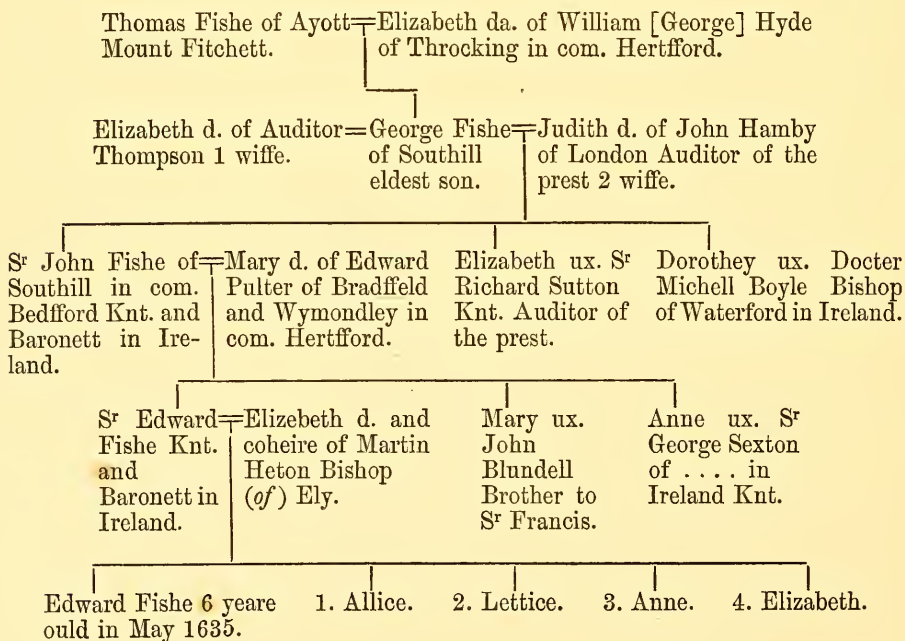 Thomas Fishe of Ayott
Mount Fitchett.
Elizabeth da. of William [George] Hyde
of Throcking in com. Hertfford.
Elizabeth d. of Auditor
Thompson 1 wiffe.
George Fishe
of Southill
eldest son.
Judith d. of John Hamby
of London Auditor of the
prest 2 wiffe.
Sr John Fishe of
Southill in com.
Bedfford Knt. and
Baronett in Ire-
land.
Mary d. of Edward
Pulter of Bradffeld
and Wymondley in
com. Hertfford.
Elizabeth ux. Sr
Richard Sutton
Knt. Auditor of
the prest.
Dorothey ux. Docter
Michell Boyle Bishop
of Waterford in Ireland.
Sr Edward
Fishe Knt.
and
Baronett in
Ireland.
Elizebeth d. and
coheire of Martin
Heton Bishop
(of) Ely.
Mary ux.
John
Blundell
Brother to
Sr Francis.
Anne ux. Sr
George Sexton
of . . . . in
Ireland Knt.
Edward Fishe 6 yeare
ould in May 1635.
1. Allice.
2. Lettice.
3. Anne.
4. Elizabeth.